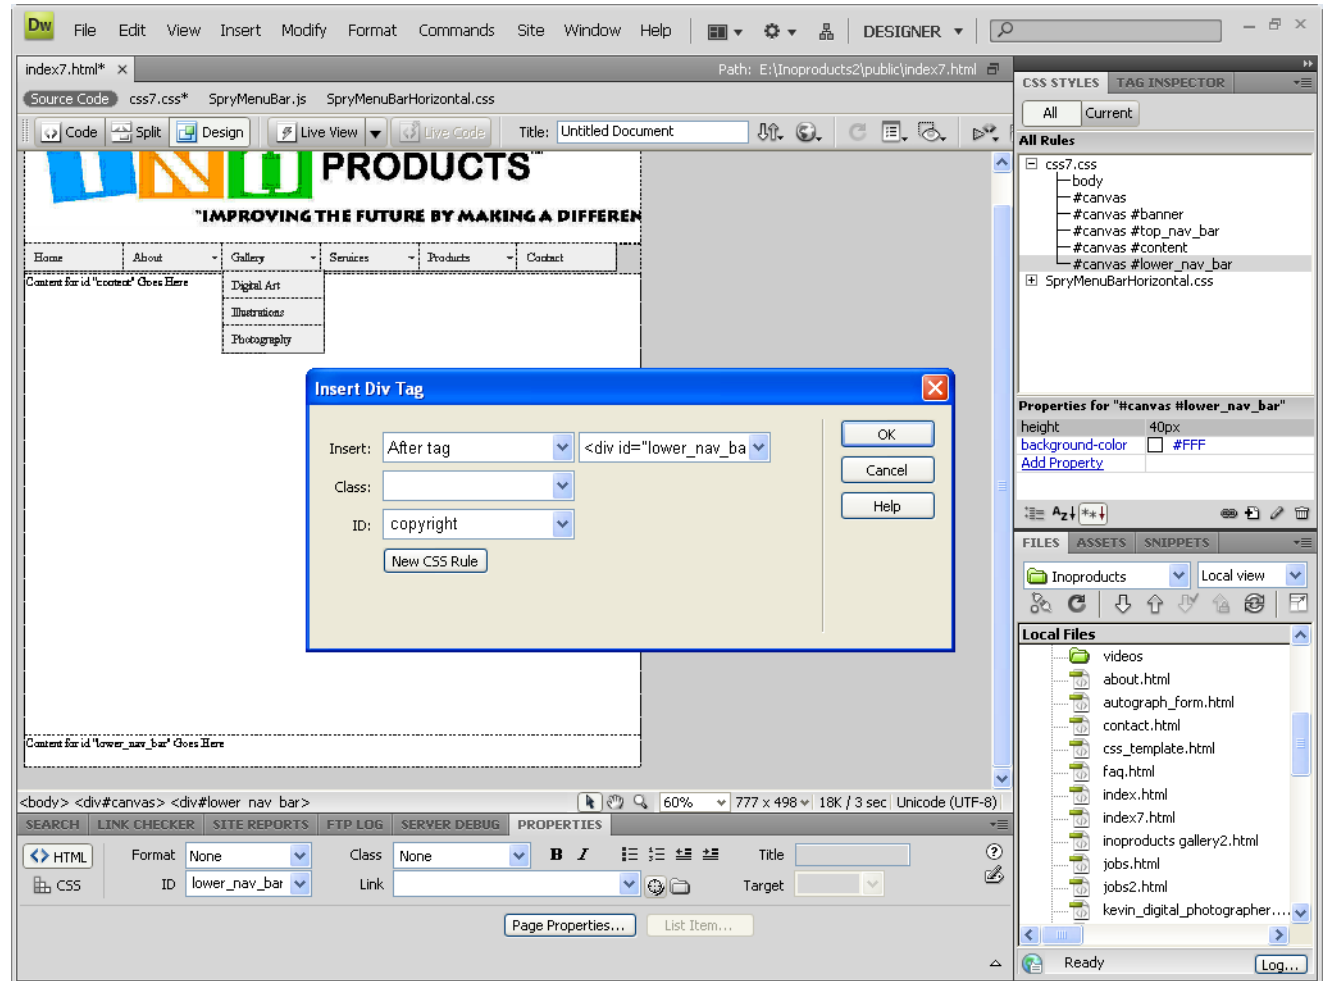 Dw File Edit View Insert Modify Format Commands Site Window Help DESIGNER
index7.html* Path: E:\Inoproducts2\public\index7.html
Source Code css7.css* SpryMenuBar.js SpryMenuBarHorizontal.css
Code Split Design Live View Live Code Title: Untitled Document
INO PRODUCTS™
"IMPROVING THE FUTURE BY MAKING A DIFFEREN
Home About Gallery Services Products Contact
Content for id "content" Goes Here
Digital Art
Illustrations
Photography
Insert Div Tag
Insert: After tag <div id="lower_nav_ba
Class:
ID: copyright
New CSS Rule
OK
Cancel
Help
Content for id "lower_nav_bar" Goes Here
<body> <div#canvas> <div#lower_nav_bar> 60% 777 x 498 18K / 3 sec Unicode (UTF-8)
SEARCH LINK CHECKER SITE REPORTS FTP LOG SERVER DEBUG PROPERTIES
HTML Format None Class None B I Title
CSS ID lower_nav_bar Link Target
Page Properties... List Item...
CSS STYLES TAG INSPECTOR
All Current
All Rules
css7.css
body
#canvas
#canvas #banner
#canvas #top_nav_bar
#canvas #content
#canvas #lower_nav_bar
SpryMenuBarHorizontal.css
Properties for "#canvas #lower_nav_bar"
height 40px
background-color #FFF
Add Property
FILES ASSETS SNIPPETS
Inoproducts Local view
Local Files
videos
about.html
autograph_form.html
contact.html
css_template.html
faq.html
index.html
index7.html
inoproducts gallery2.html
jobs.html
jobs2.html
kevin_digital_photographer....
Ready Log...